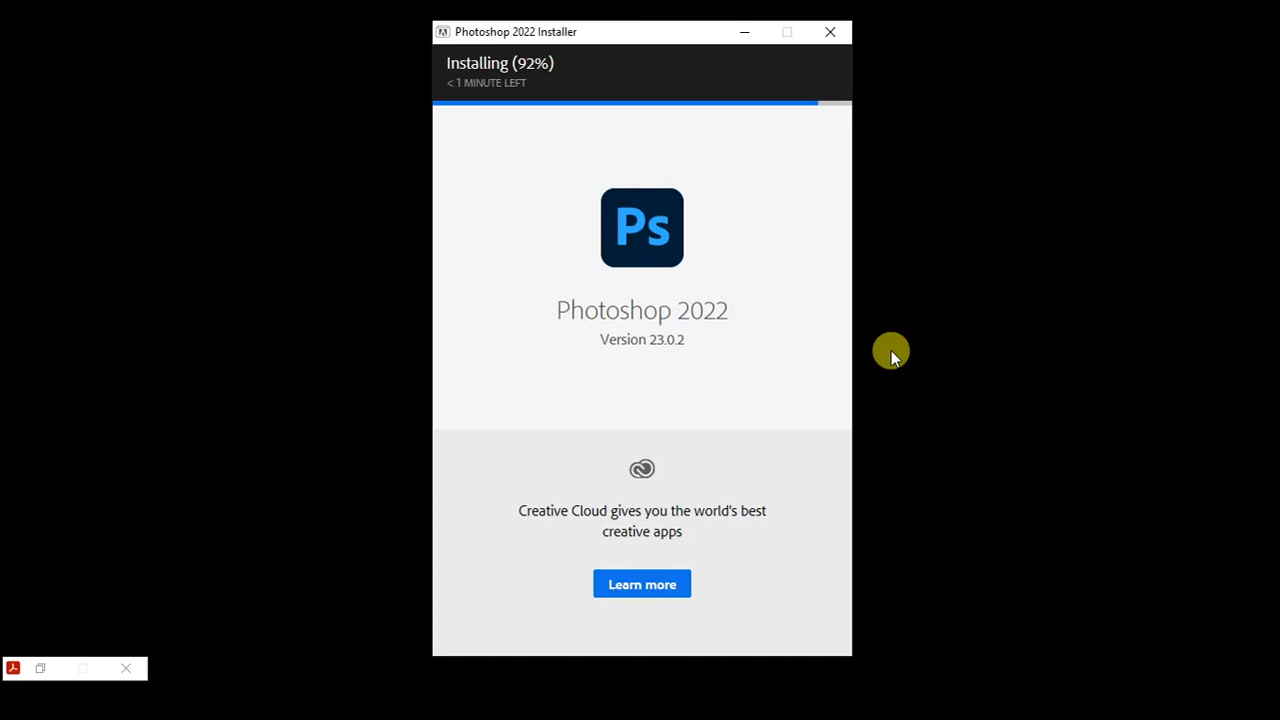 Photoshop 2022 Installer
Installing (92%)
< 1 MINUTE LEFT
Ps
Photoshop 2022
Version 23.0.2
Creative Cloud gives you the world's best
creative apps
Learn more